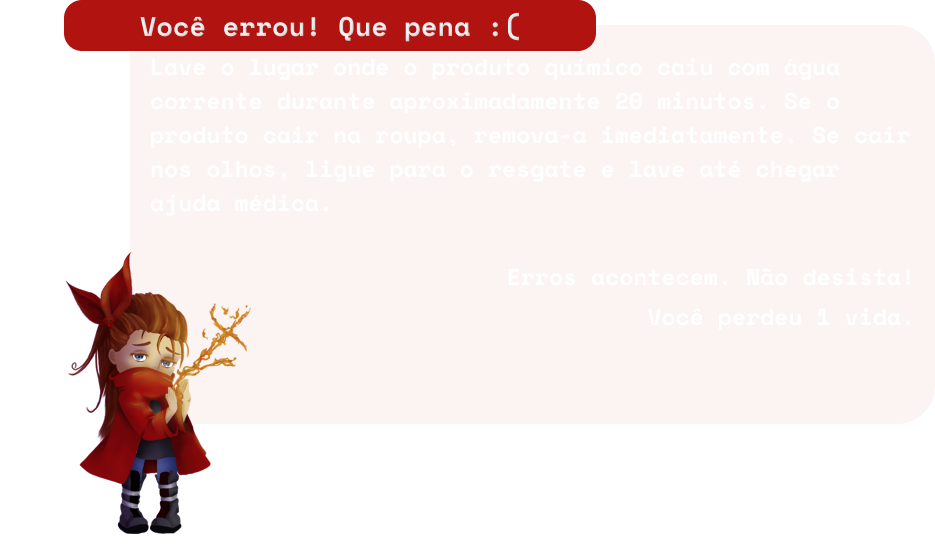 Você errou! Que pena :(
Lave o lugar onde o produto químico caiu com água
corrente durante aproximadamente 20 minutos. Se o
produto cair na roupa, remova-a imediatamente. Se cair
nos olhos, ligue para o resgate e lave até chegar
ajuda médica.
Erros acontecem. Não desista!
Você perdeu 1 vida.